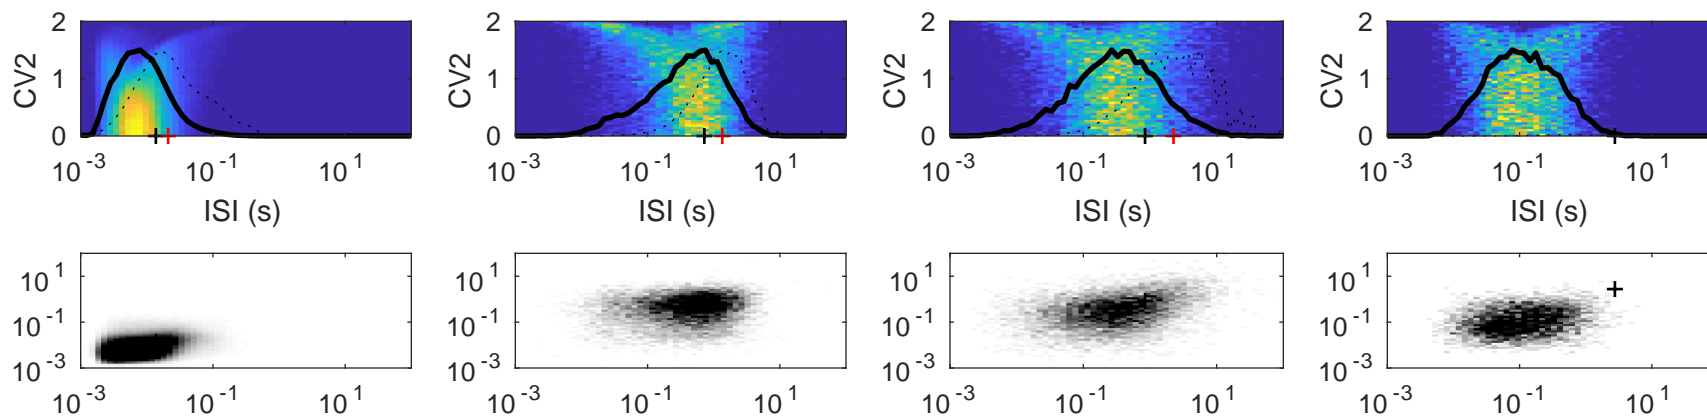 2 2 2 2
CV2 CV2 CV2 CV2
1 1 1 1
0 0 0 0
10-3 10-1 101 10-3 10-1 101 10-3 10-1 101 10-3 10-1 101
ISI (s) ISI (s) ISI (s) ISI (s)
101 101 101 101
10-1 10-1 10-1 10-1
10-3 10-3 10-3 10-3
10-3 10-1 101 10-3 10-1 101 10-3 10-1 101 10-3 10-1 101